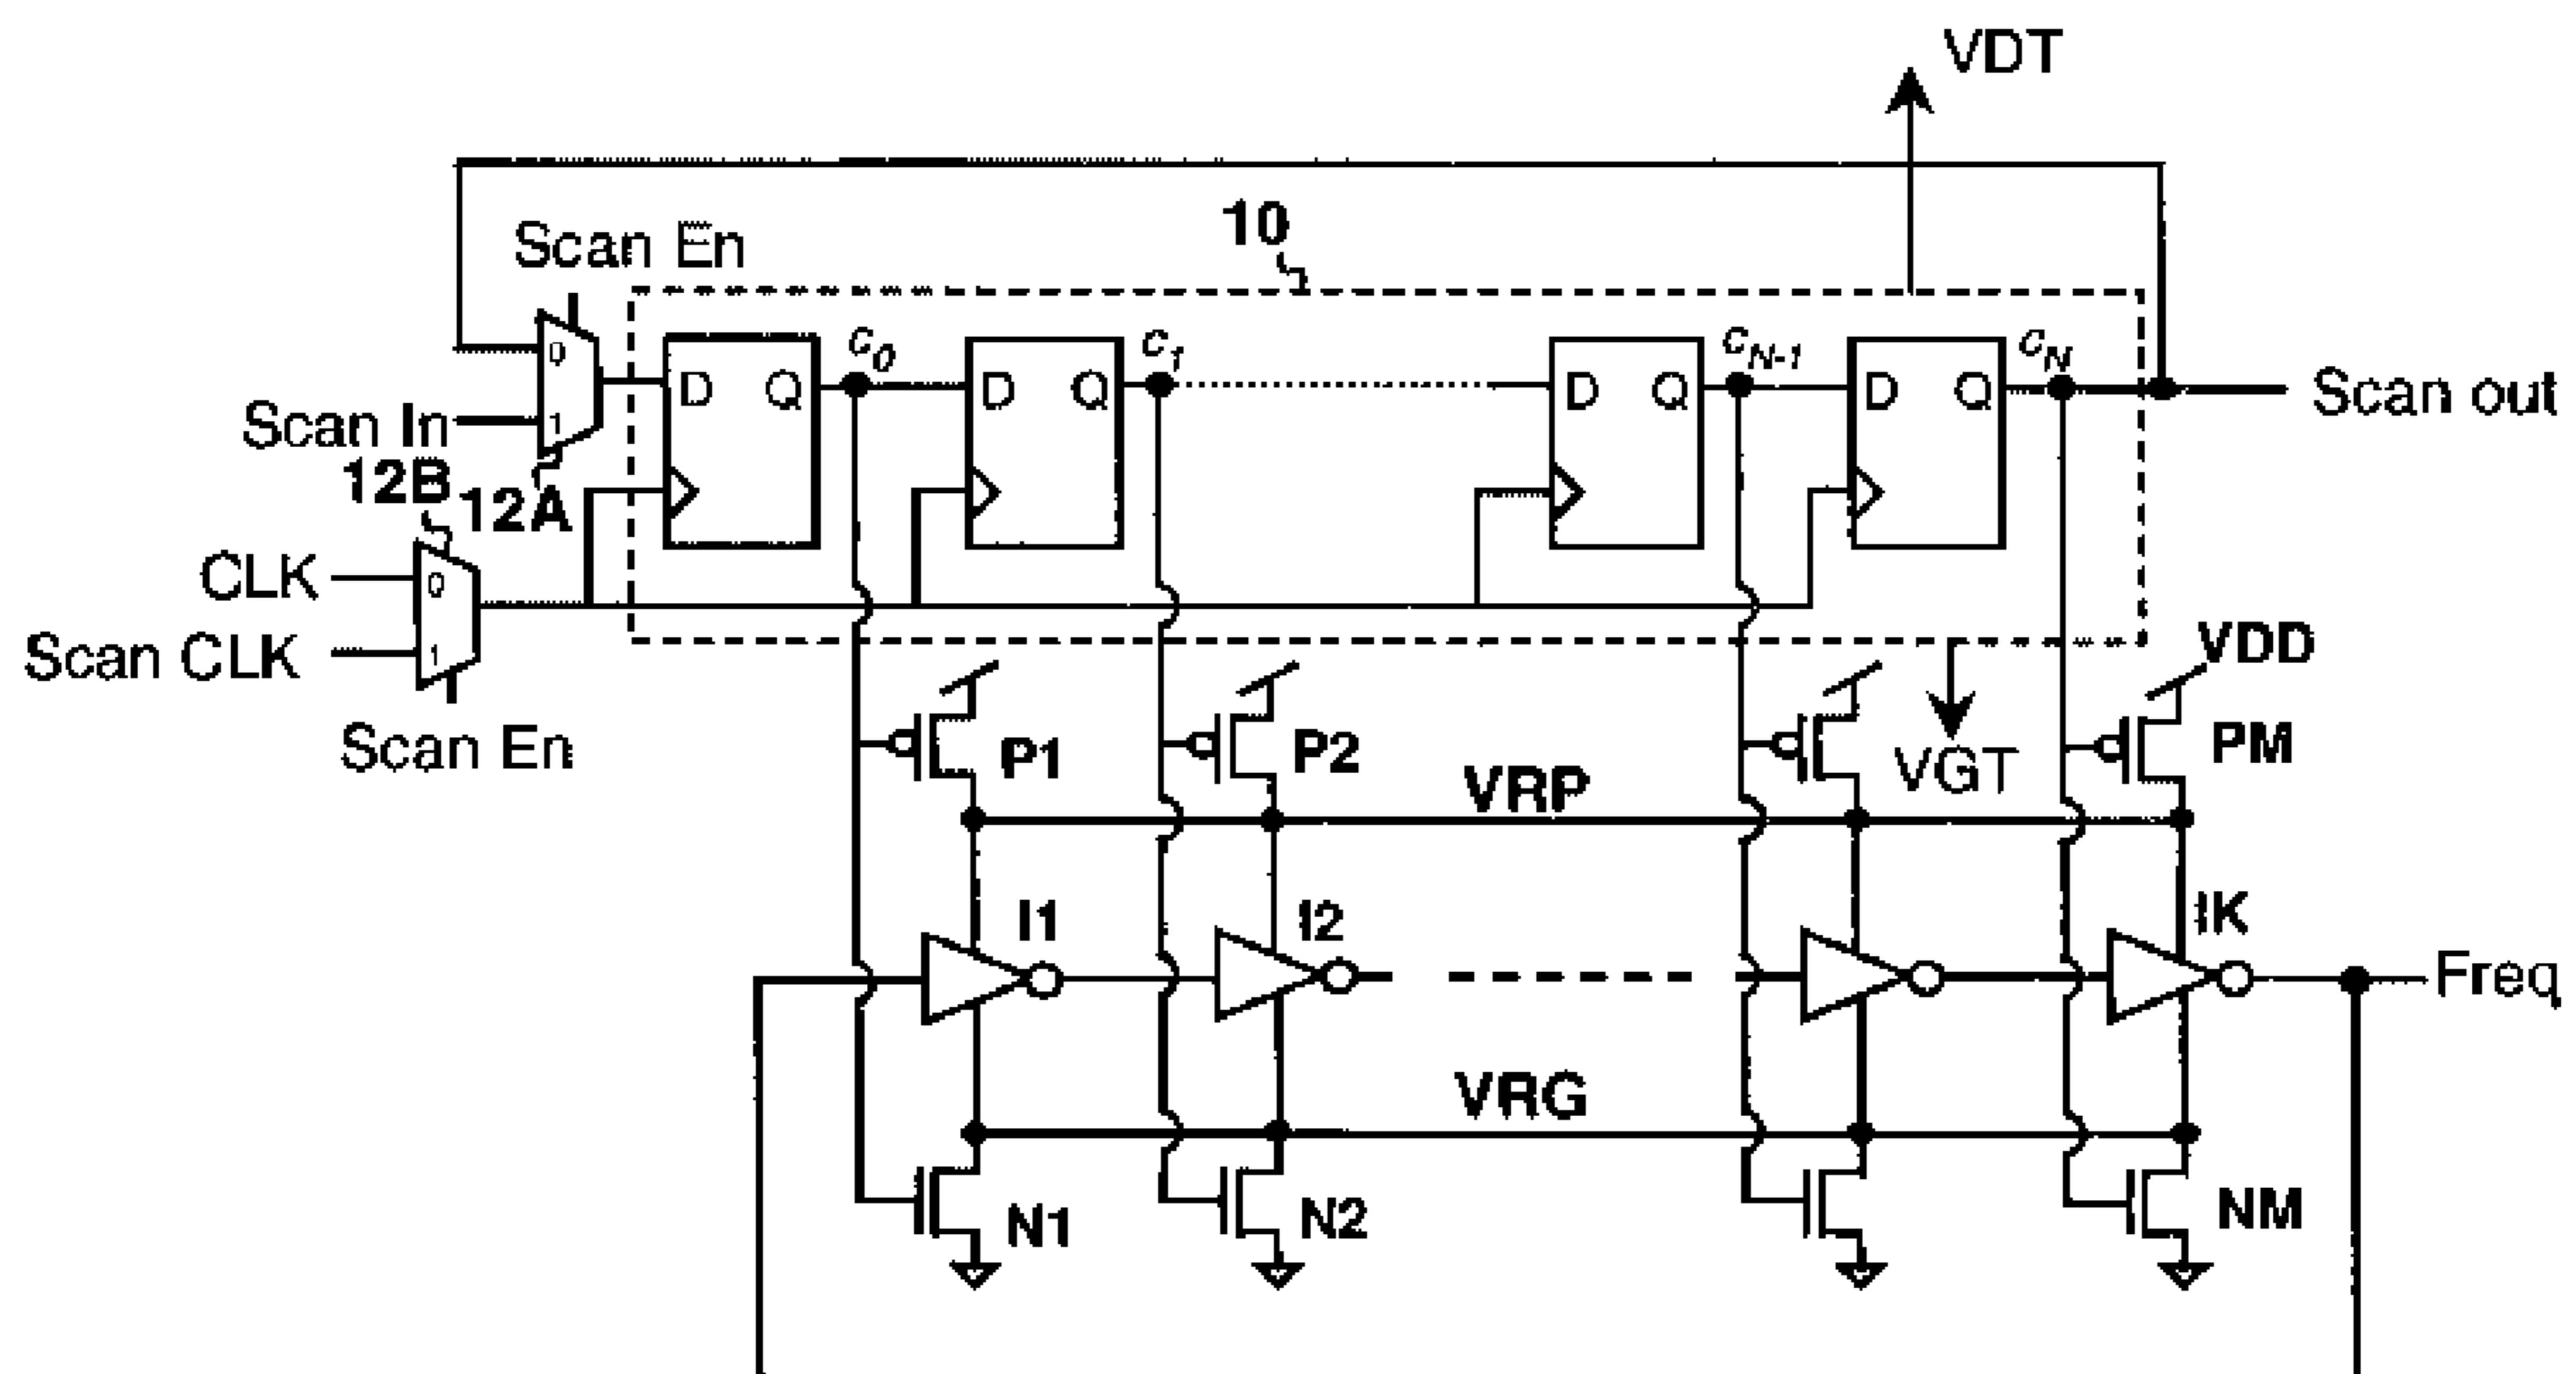 VDT
Scan En
10
c0
c1
cN-1
cN
0
D Q
D Q
D Q
D Q
Scan out
Scan In
1
12B
12A
CLK
0
Scan CLK
1
Scan En
VDD
P1
P2
VGT
PM
VRP
I1
I2
IK
Freq
VRG
N1
N2
NM